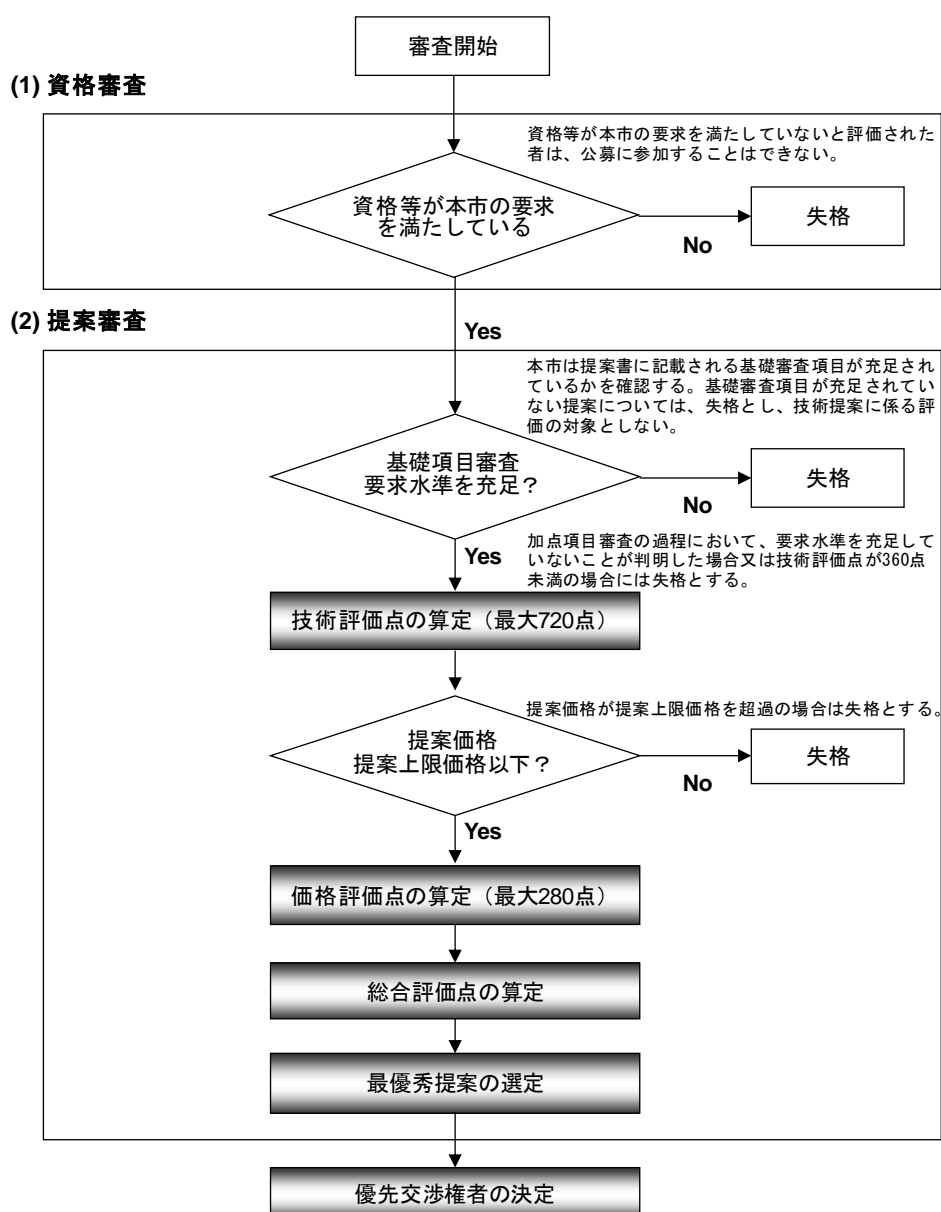 審査開始
(1) 資格審査
資格等が本市の要求を満たしていないと評価された
者は、公募に参加することはできない。
資格等が本市の要求
を満たしている
No
失格
Yes
(2) 提案審査
本市は提案書に記載される基礎審査項目が充足され
ているかを確認する。基礎審査項目が充足されてい
ない提案については、失格とし、技術提案に係る評
価の対象としない。
基礎項目審査
要求水準を充足？
No
失格
Yes
加点項目審査の過程において、要求水準を充足して
いないことが判明した場合又は技術評価点が360点
未満の場合には失格とする。
技術評価点の算定（最大720点）
提案価格が提案上限価格を超過の場合は失格とする。
提案価格
提案上限価格以下？
No
失格
Yes
価格評価点の算定（最大280点）
総合評価点の算定
最優秀提案の選定
優先交渉権者の決定